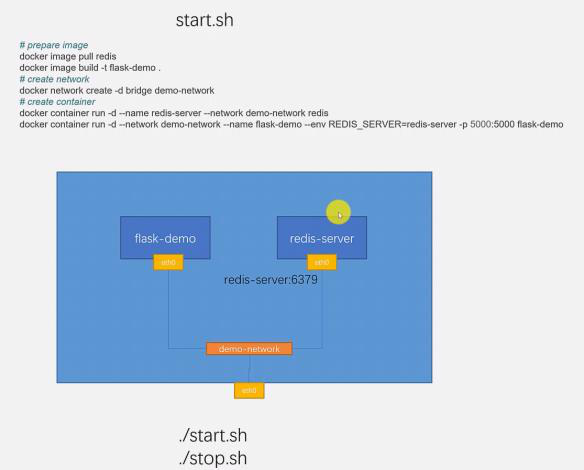 start.sh
# prepare image
docker image pull redis
docker image build -t flask-demo .
# create network
docker network create -d bridge demo-network
# create container
docker container run -d --name redis-server --network demo-network redis
docker container run -d --network demo-network --name flask-demo --env REDIS_SERVER=redis-server -p 5000:5000 flask-demo
flask-demo
redis-server
eth0
eth0
redis-server:6379
demo-network
eth0
./start.sh
./stop.sh